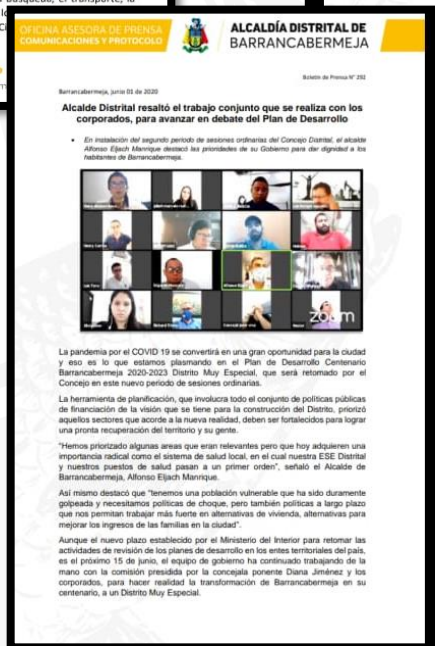 búsqueda, el transporte, la
OFICINA ASESORA DE PRENSA
COMUNICACIONES Y PROTOCOLO
ALCALDÍA DISTRITAL DE
BARRANCABERMEJA
Boletín de Prensa N° 292
Barrancabermeja, junio 01 de 2020
Alcalde Distrital resaltó el trabajo conjunto que se realiza con los
corporados, para avanzar en debate del Plan de Desarrollo
• En instalación del segundo periodo de sesiones ordinarias del Concejo Distrital, el alcalde
Alfonso Eljach Manrique destacó las prioridades de su Gobierno para dar dignidad a los
habitantes de Barrancabermeja.
zoom
La pandemia por el COVID 19 se convertirá en una gran oportunidad para la ciudad
y eso es lo que estamos plasmando en el Plan de Desarrollo Centenario
Barrancabermeja 2020-2023 Distrito Muy Especial, que será retomado por el
Concejo en este nuevo periodo de sesiones ordinarias.
La herramienta de planificación, que involucra todo el conjunto de políticas públicas
de financiación de la visión que se tiene para la construcción del Distrito, priorizó
aquellos sectores que acorde a la nueva realidad, deben ser fortalecidos para lograr
una pronta recuperación del territorio y su gente.
“Hemos priorizado algunas areas que eran relevantes pero que hoy adquieren una
importancia radical como el sistema de salud local, en el cual nuestra ESE Distrital
y nuestros puestos de salud pasan a un primer orden”, señaló el Alcalde de
Barrancabermeja, Alfonso Eljach Manrique.
Así mismo destacó que “tenemos una población vulnerable que ha sido duramente
golpeada y necesitamos políticas de choque, pero también políticas a largo plazo
que nos permitan trabajar más fuerte en alternativas de vivienda, alternativas para
mejorar los ingresos de las familias en la ciudad”.
Aunque el nuevo plazo establecido por el Ministerio del Interior para retomar las
actividades de revisión de los planes de desarrollo en los entes territoriales del país,
es el próximo 15 de junio, el equipo de gobierno ha continuado trabajando de la
mano con la comisión presidida por la concejala ponente Diana Jiménez y los
corporados, para hacer realidad la transformación de Barrancabermeja en su
centenario, a un Distrito Muy Especial.